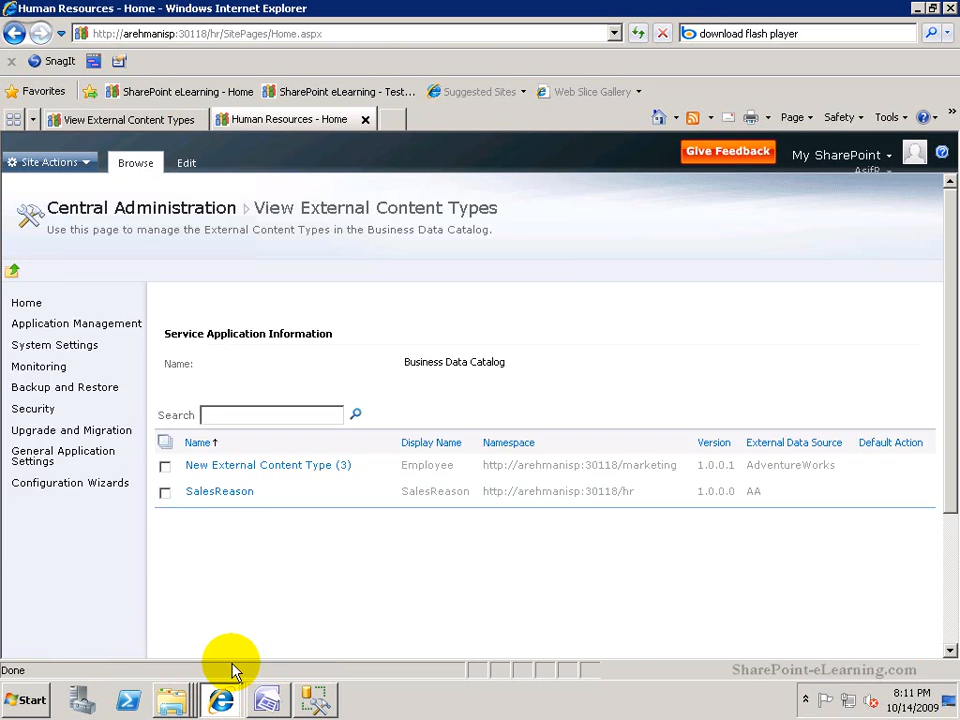 Human Resources - Home - Windows Internet Explorer
http://arehmanisp:30118/hr/SitePages/Home.aspx
download flash player
x SnagIt
Favorites SharePoint eLearning - Home SharePoint eLearning - Test... Suggested Sites Web Slice Gallery
View External Content Types Human Resources - Home x Page Safety Tools »
Site Actions Browse Edit Give Feedback My SharePoint
AsifR
Central Administration View External Content Types
Use this page to manage the External Content Types in the Business Data Catalog.
Home
Application Management
System Settings
Monitoring
Backup and Restore
Security
Upgrade and Migration
General Application
Settings
Configuration Wizards
Service Application Information
Name: Business Data Catalog
Search
Name Display Name Namespace Version External Data Source Default Action
New External Content Type (3) Employee http://arehmanisp:30118/marketing 1.0.0.1 AdventureWorks
SalesReason SalesReason http://arehmanisp:30118/hr 1.0.0.0 AA
Done
SharePoint-eLearning.com
Start
8:11 PM
10/14/2009